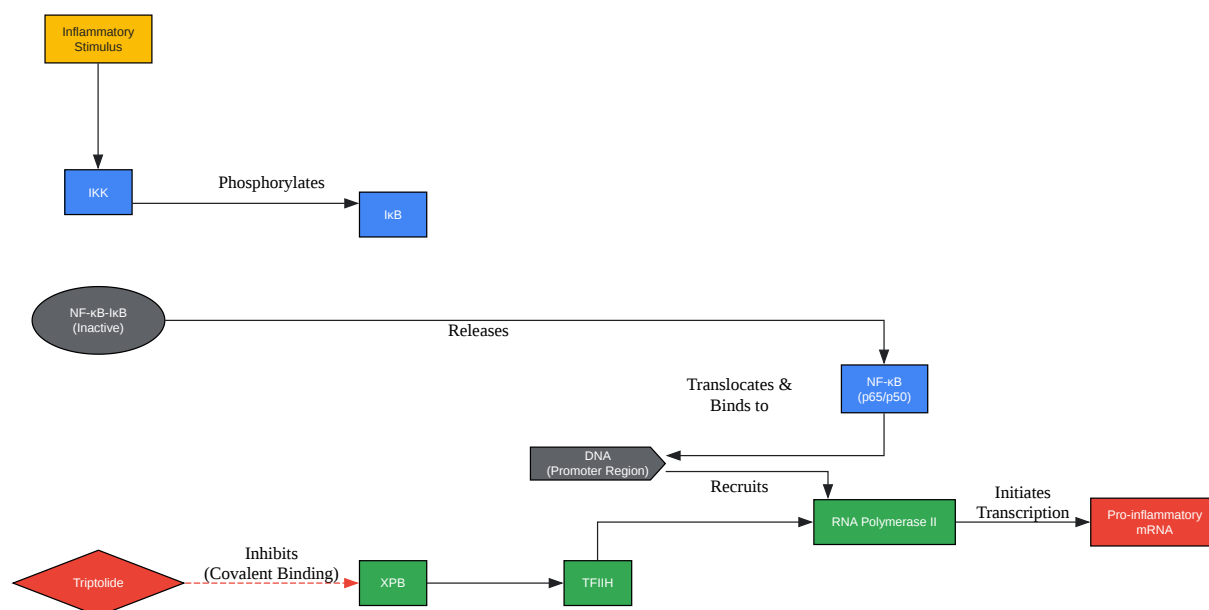 Inflammatory
Stimulus
IKK
Phosphorylates
IκB
NF-κB-IκB
(Inactive)
Releases
NF-κB
(p65/p50)
Translocates &
Binds to
DNA
(Promoter Region)
Recruits
RNA Polymerase II
Initiates
Transcription
Pro-inflammatory
mRNA
Triptolide
Inhibits
(Covalent Binding)
XPB
TFIIH